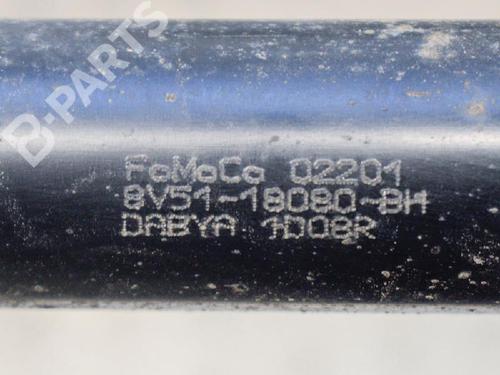 B-PARTS
FoMoCo 02201
8V51-18080-BH
DABYA 1D08R